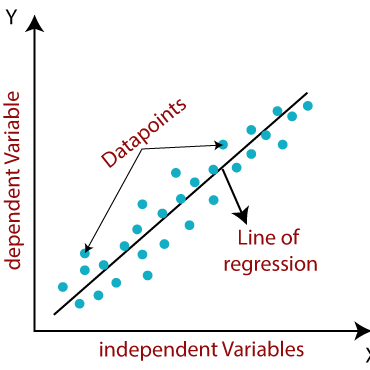 Y
dependent Variable
Datapoints
Line of
regression
independent Variables
X